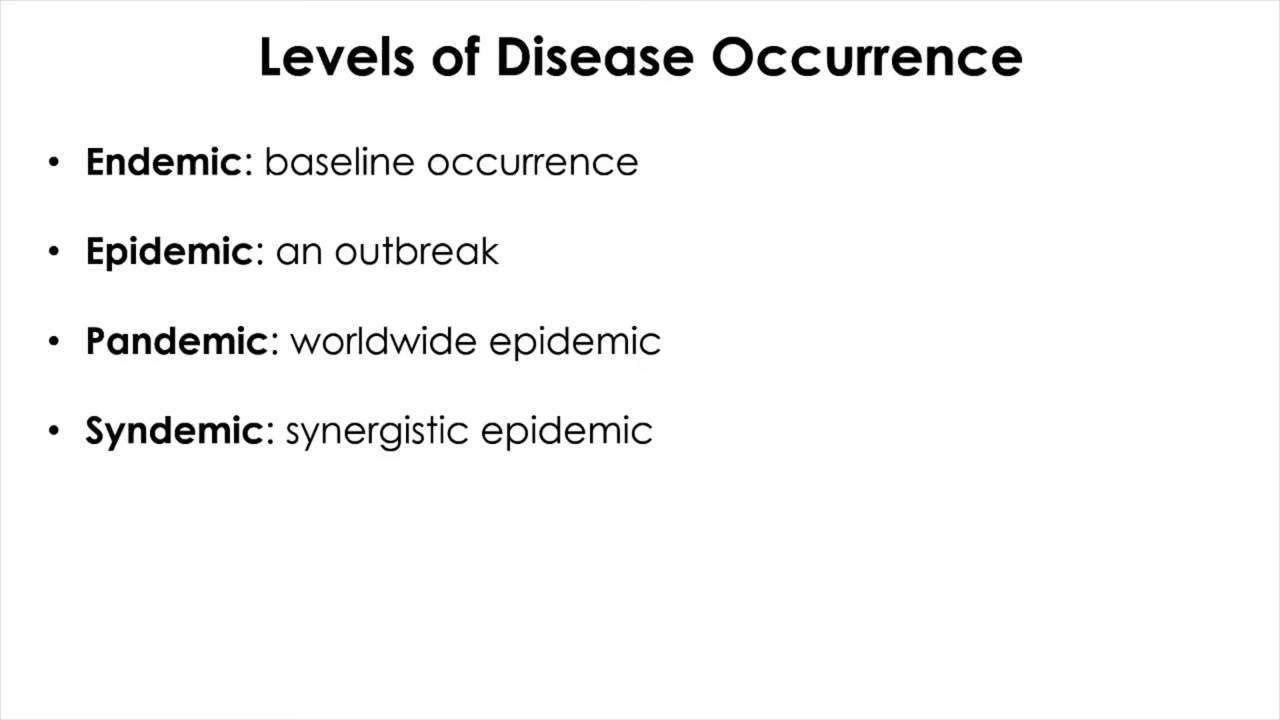 Levels of Disease Occurrence
• Endemic: baseline occurrence
• Epidemic: an outbreak
• Pandemic: worldwide epidemic
• Syndemic: synergistic epidemic